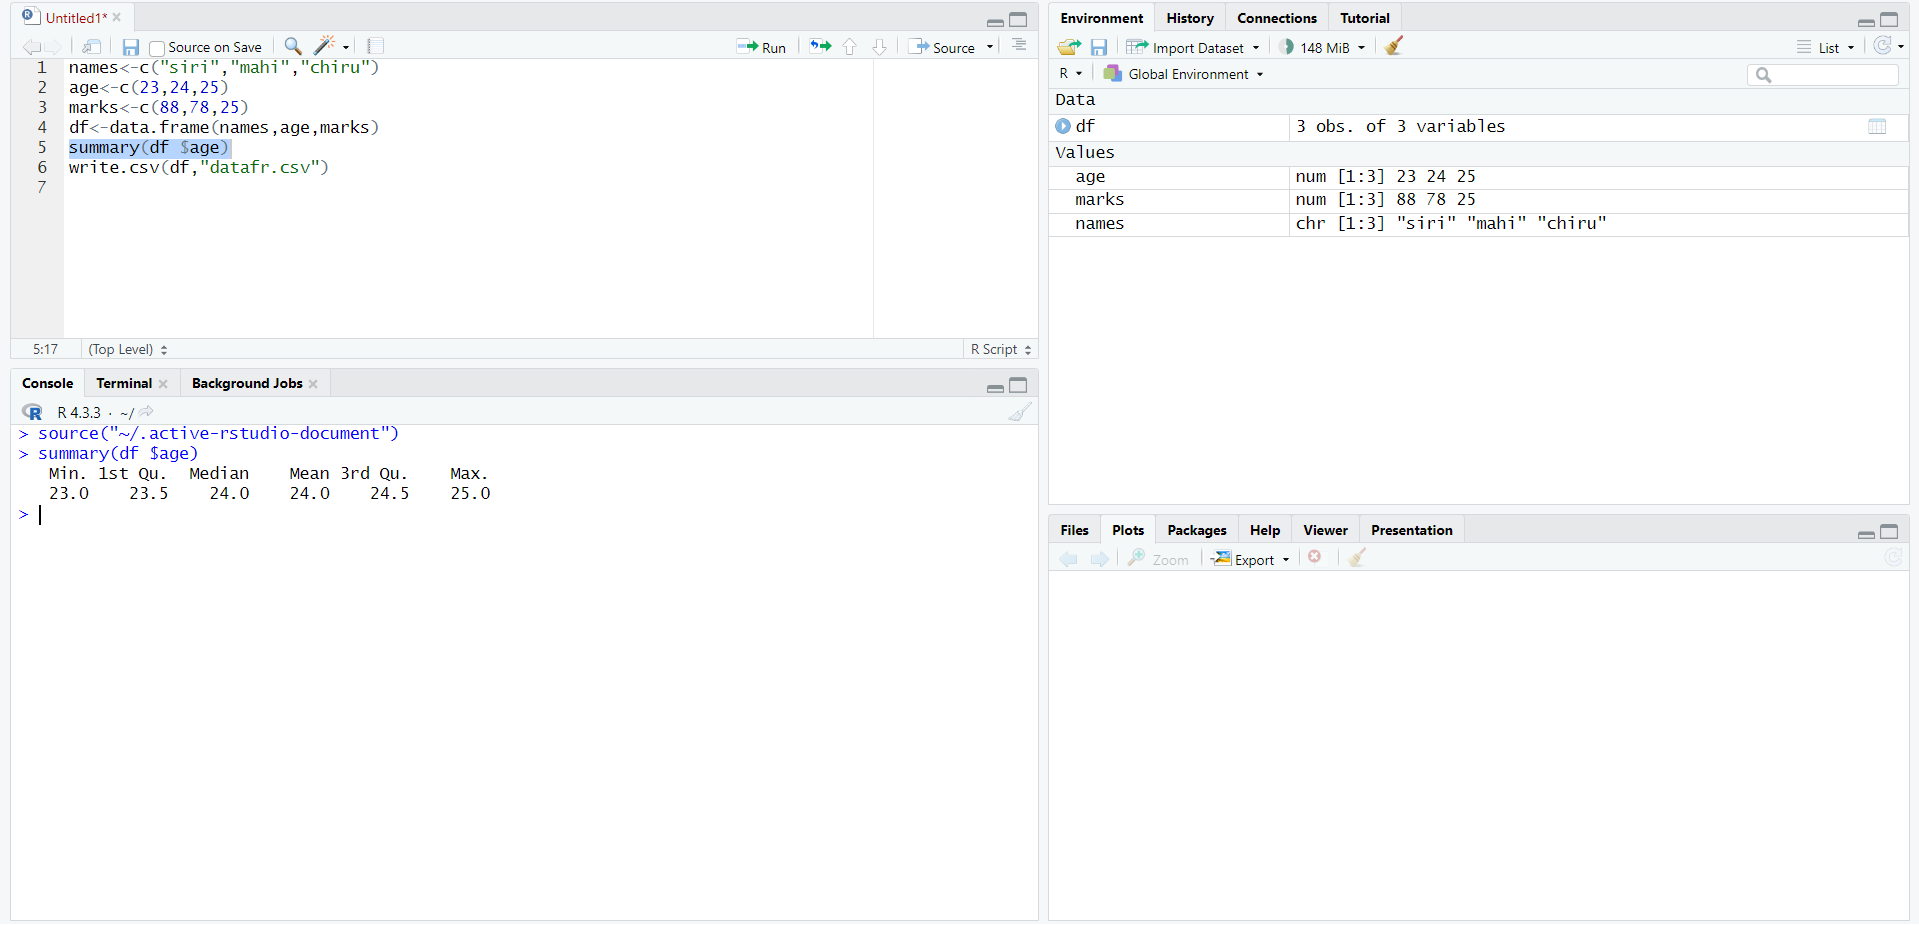 Untitled1*
Source on Save
Run
Source
1 names<-c("siri","mahi","chiru")
2 age<-c(23,24,25)
3 marks<-c(88,78,25)
4 df<-data.frame(names,age,marks)
5 summary(df $age)
6 write.csv(df,"datafr.csv")
7
5:17 (Top Level) R Script
Console Terminal Background Jobs
R R 4.3.3 · ~/
> source("~/.active-rstudio-document")
> summary(df $age)
Min. 1st Qu. Median Mean 3rd Qu. Max.
23.0 23.5 24.0 24.0 24.5 25.0
>
Environment History Connections Tutorial
Import Dataset 148 MiB List
R Global Environment
Data
df 3 obs. of 3 variables
Values
age num [1:3] 23 24 25
marks num [1:3] 88 78 25
names chr [1:3] "siri" "mahi" "chiru"
Files Plots Packages Help Viewer Presentation
Zoom Export